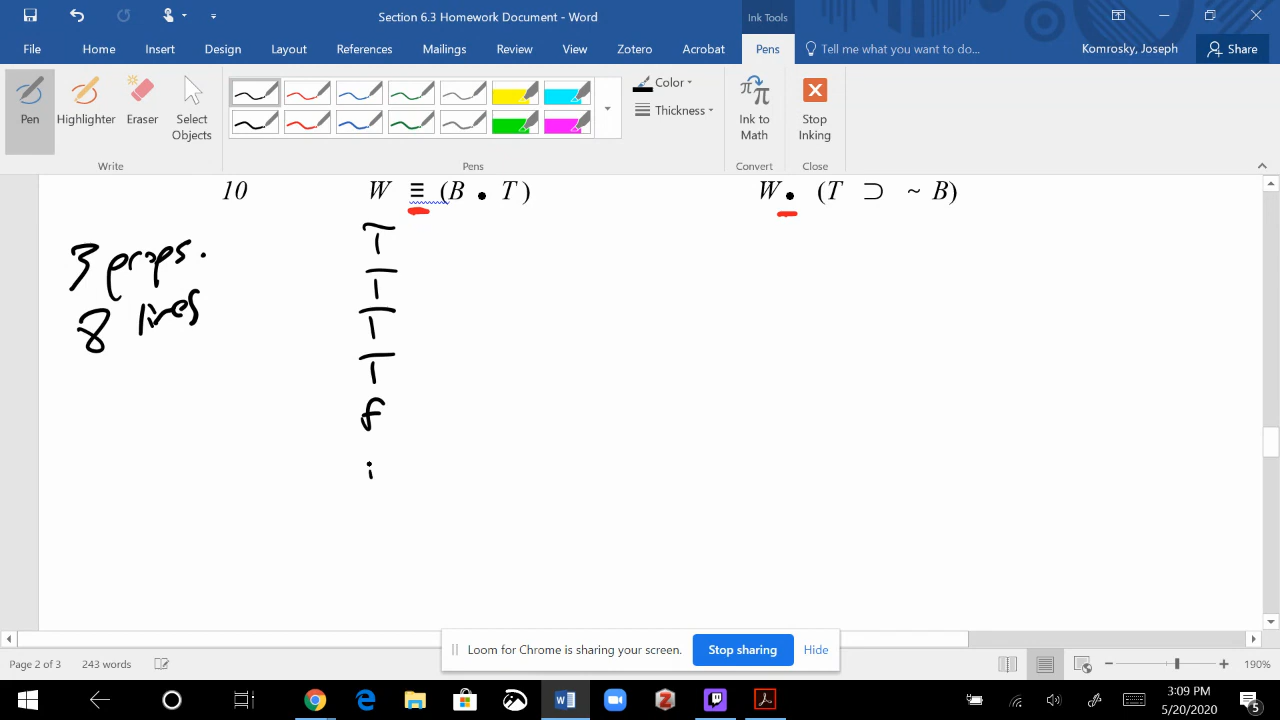 Section 6.3 Homework Document - Word
Ink Tools
File Home Insert Design Layout References Mailings Review View Zotero Acrobat Pens Tell me what you want to do... Komrosky, Joseph Share
Pen Highlighter Eraser Select Objects Color Thickness Ink to Math Stop Inking
Write Pens Convert Close
10 W ≡ (B • T) W • (T ⊃ ~ B)
3 props.
8 lines
T
T
T
T
f
Loom for Chrome is sharing your screen. Stop sharing Hide
Page 2 of 3 243 words 190%
3:09 PM
5/20/2020
5